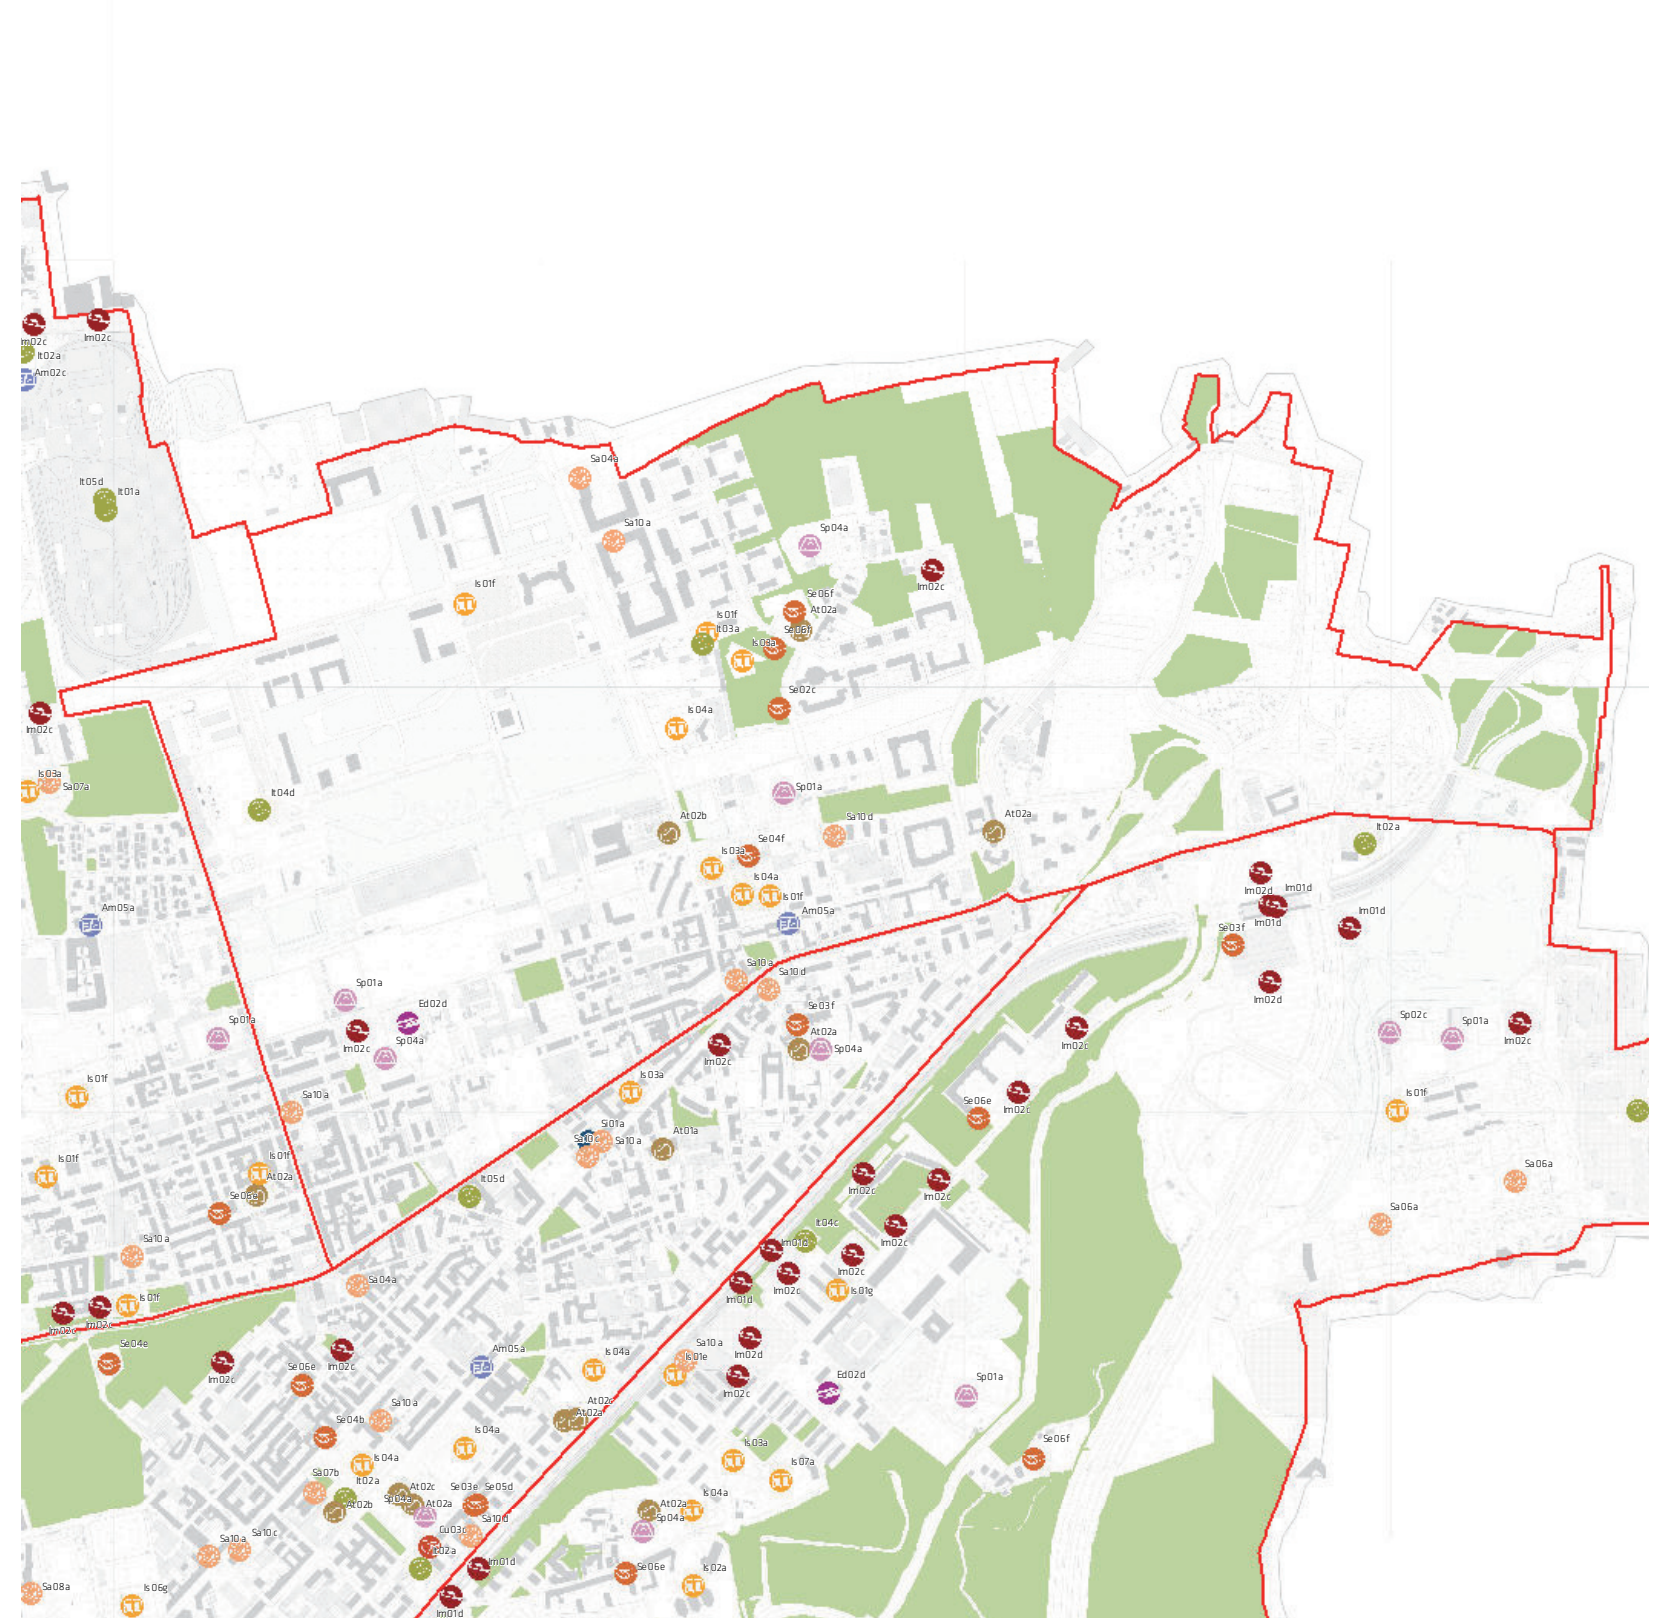 Im02c
It02a
Am02c
It05d
It01a
Sa04a
Sa10a
Sp04a
Is01f
Im02c
Se06f
At02a
Is01f
It03a
Se06f
Is03a
Se02c
Im02c
Is04a
Is03a
Sa07a
Sp01a
It04d
At02b
Sa10d
At02a
Se04f
Is03a
It02a
Is04a
Im02d
Im01d
Is01f
Am05a
Am05a
Im01d
Im01d
Se03f
Sa10a
Sa10d
Im02d
Sp01a
Ed02d
Se03f
Sp01a
At02a
Sp02c
Sp01a
Im02c
Im02c
Sp04a
Im02c
Sp04a
Im02c
Is01f
Is03a
Sa10a
Se06e
Im02c
Is01f
Si01a
Sa10a
At01a
Is01f
Is01f
At02a
Sa06a
It05d
Im02c
Im02c
Sa06a
It04c
Im02c
Sa10a
Im02c
Sa04a
Im02c
Is01g
Im01d
Is01f
Im02c
Im02c
Se04e
Im02c
Im02c
Se06e
Am05a
Is04a
Sa10a
Is01e
Im02d
Im02c
Ed02d
Sp01a
Sa10a
At02c
At02a
Se04b
Is04a
Se06f
Is03a
Is04a
Is07a
Sa07b
It02a
At02c
Se03e
Se05d
Is04a
At02b
Sp04a
At02a
At02a
Sa10d
Sp04a
Cu03c
Sa10a
Sa10c
Im01d
Se06e
Is02a
Sa08a
Is06g
Im01d